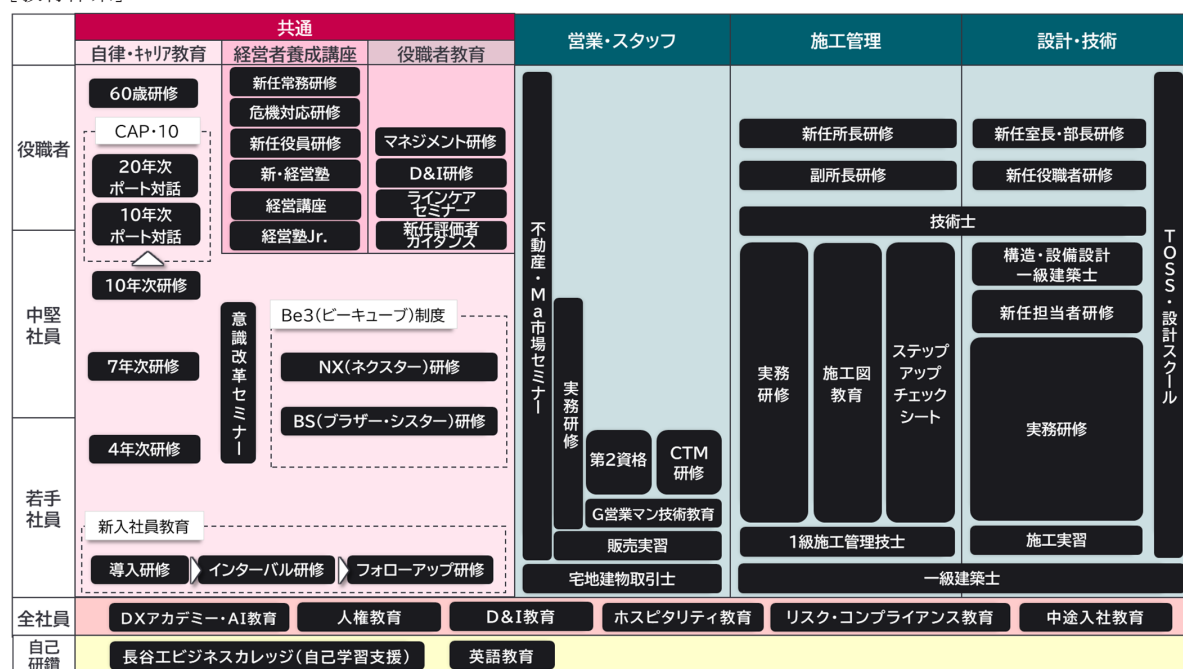 共通
営業・スタッフ
施工管理
設計・技術
自律・ｷｬﾘｱ教育
経営者養成講座
役職者教育
役職者
60歳研修
CAP・10
20年次
ポート対話
10年次
ポート対話
新任常務研修
危機対応研修
新任役員研修
新・経営塾
経営講座
経営塾Jr.
マネジメント研修
D&I研修
ラインケア
セミナー
新任評価者
ガイダンス
中堅
社員
10年次研修
7年次研修
4年次研修
意識改革セミナー
Be3(ビーキューブ)制度
NX(ネクスター)研修
BS(ブラザー・シスター)研修
若手
社員
新入社員教育
導入研修
インターバル研修
フォローアップ研修
不動産・Ma市場セミナー
実務研修
第2資格
CTM
研修
G営業マン技術教育
販売実習
宅地建物取引士
新任所長研修
副所長研修
技術士
実務
研修
施工図
教育
ステップ
アップ
チェック
シート
1級施工管理技士
一級建築士
新任室長・部長研修
新任役職者研修
構造・設備設計
一級建築士
新任担当者研修
実務研修
施工実習
TOSS・設計スクール
全社員
DXアカデミー・AI教育
人権教育
D&I教育
ホスピタリティ教育
リスク・コンプライアンス教育
中途入社教育
自己
研鑽
長谷工ビジネスカレッジ(自己学習支援)
英語教育